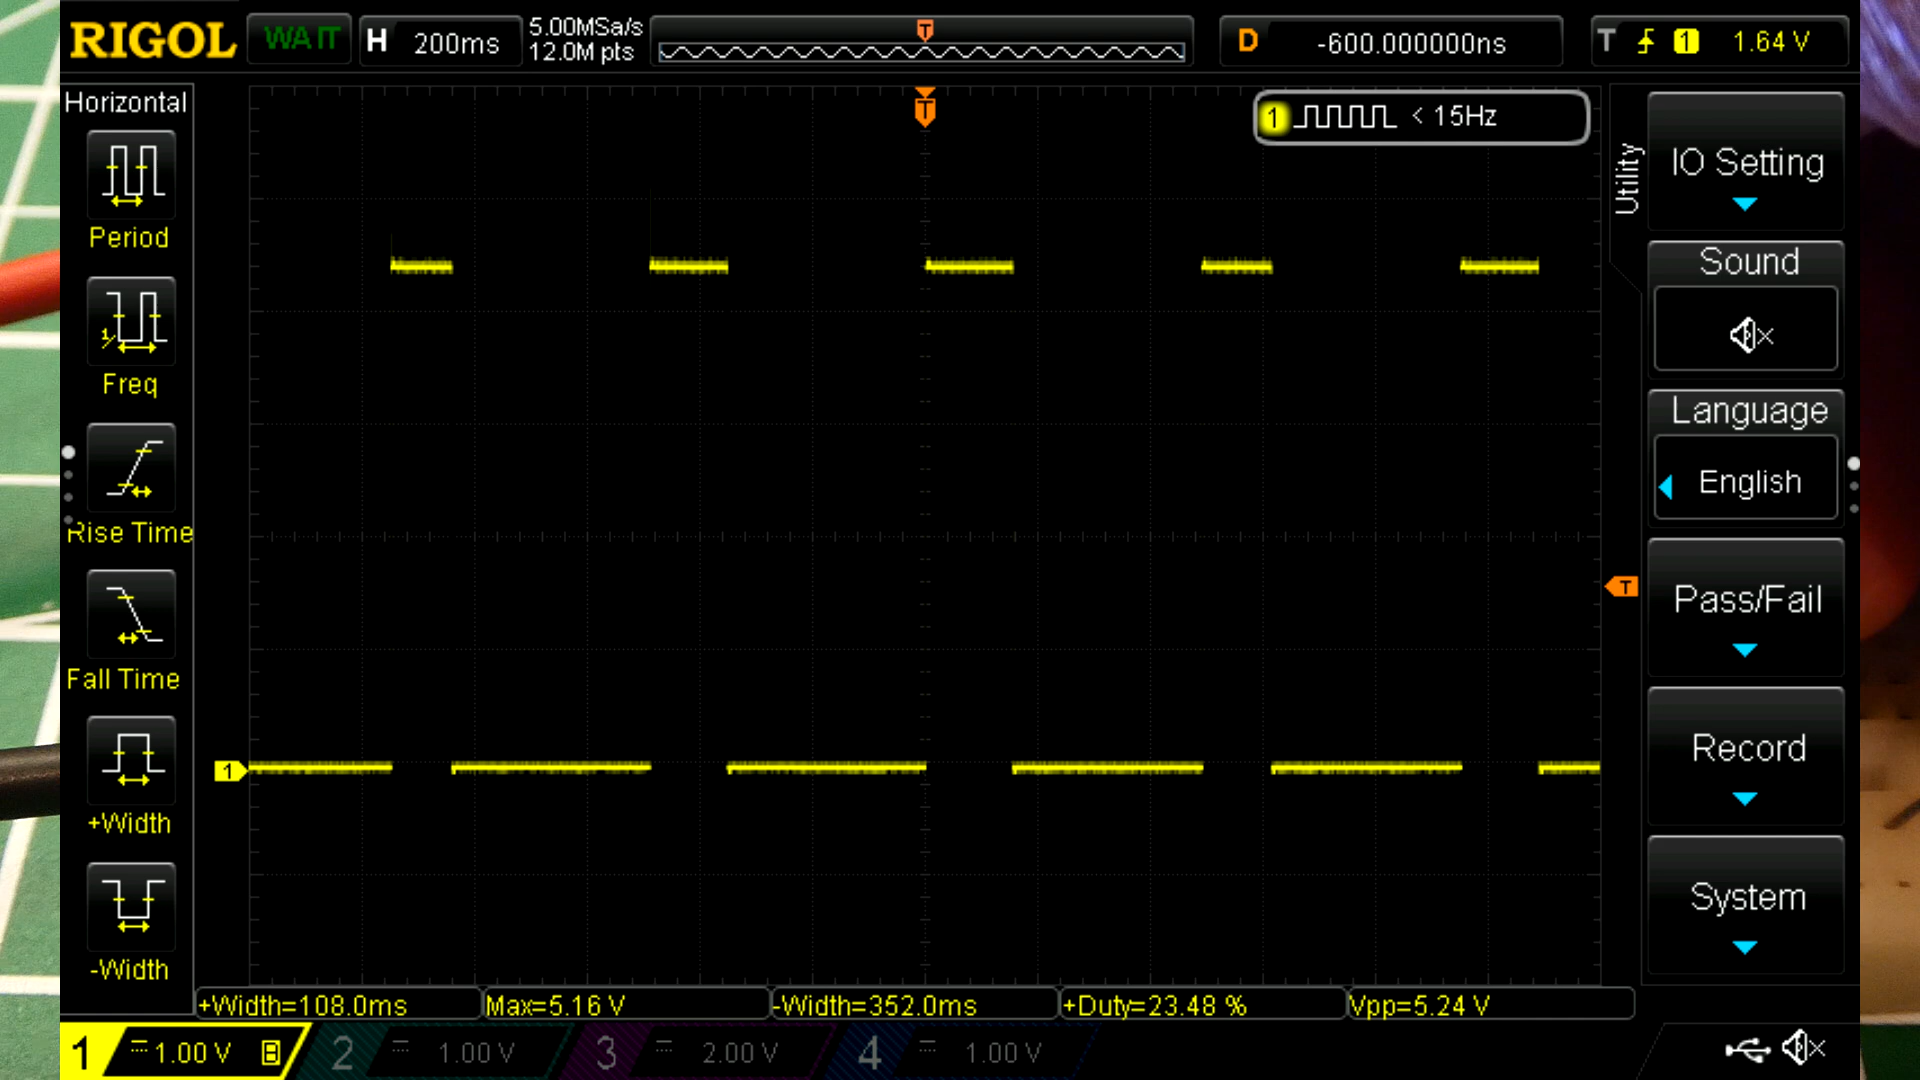 RIGOL
WAIT
H 200ms
5.00MSa/s
12.0M pts
T
D -600.000000ns
T 1 1.64 V
Horizontal
Period
Freq
Rise Time
Fall Time
+Width
-Width
T
1 < 15Hz
1
T
Utility
IO Setting
Sound
Language
English
Pass/Fail
Record
System
+Width=108.0ms
Max=5.16 V
-Width=352.0ms
+Duty=23.48 %
Vpp=5.24 V
1 1.00 V B
2 1.00 V
3 2.00 V
4 1.00 V